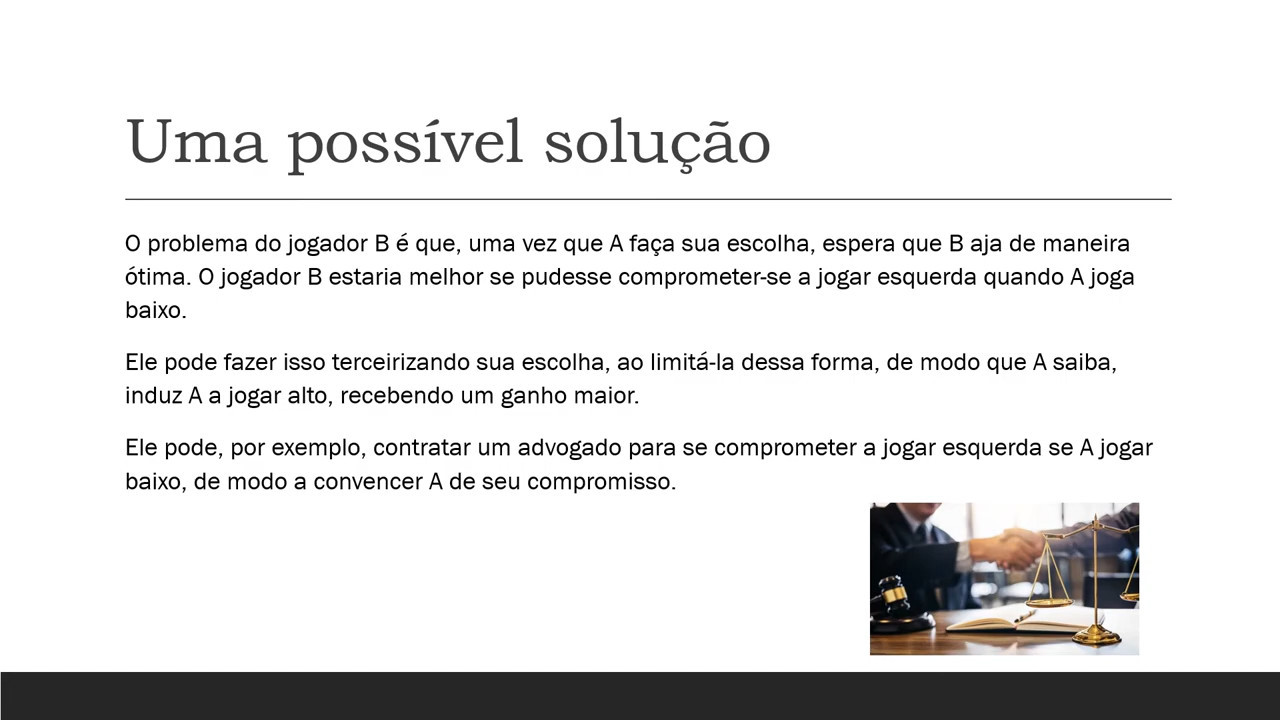 Uma possível solução
O problema do jogador B é que, uma vez que A faça sua escolha, espera que B aja de maneira
ótima. O jogador B estaria melhor se pudesse comprometer-se a jogar esquerda quando A joga
baixo.
Ele pode fazer isso terceirizando sua escolha, ao limitá-la dessa forma, de modo que A saiba,
induz A a jogar alto, recebendo um ganho maior.
Ele pode, por exemplo, contratar um advogado para se comprometer a jogar esquerda se A jogar
baixo, de modo a convencer A de seu compromisso.